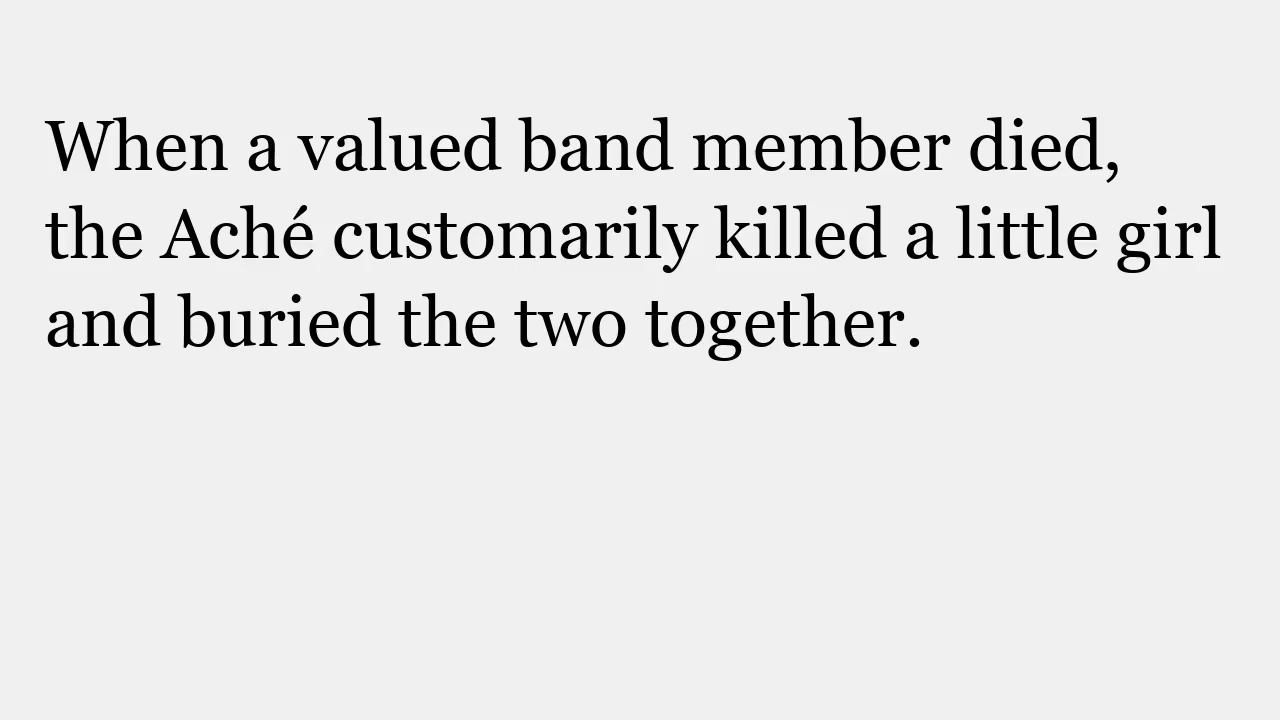 When a valued band member died,
the Aché customarily killed a little girl
and buried the two together.